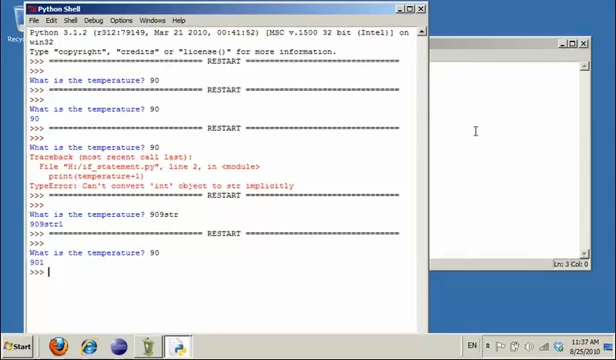 Python Shell
File Edit Shell Debug Options Windows Help
Python 3.1.2 (r312:79149, Mar 21 2010, 00:41:52) [MSC v.1500 32 bit (Intel)] on
win32
Type "copyright", "credits" or "license()" for more information.
>>> ================================ RESTART ================================
>>>
What is the temperature? 90
>>> ================================ RESTART ================================
>>>
What is the temperature? 90
90
>>> ================================ RESTART ================================
>>>
What is the temperature? 90
Traceback (most recent call last):
File "H:/if_statement.py", line 2, in <module>
print(temperature+1)
TypeError: Can't convert 'int' object to str implicitly
>>> ================================ RESTART ================================
>>>
What is the temperature? 909str
909str1
>>> ================================ RESTART ================================
>>>
What is the temperature? 90
901
>>>
Ln: 3 Col: 0
Start
EN
11:37 AM
8/25/2010